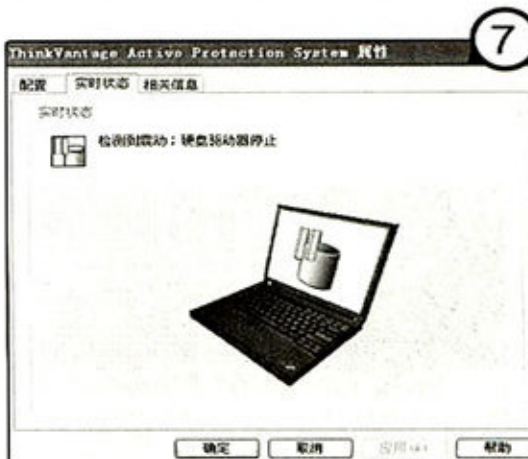 7
ThinkVantage Active Protection System 属性
配置 实时状态 相关信息
实时状态
检测到震动;硬盘驱动器停止
确定 取消 应用(A) 帮助